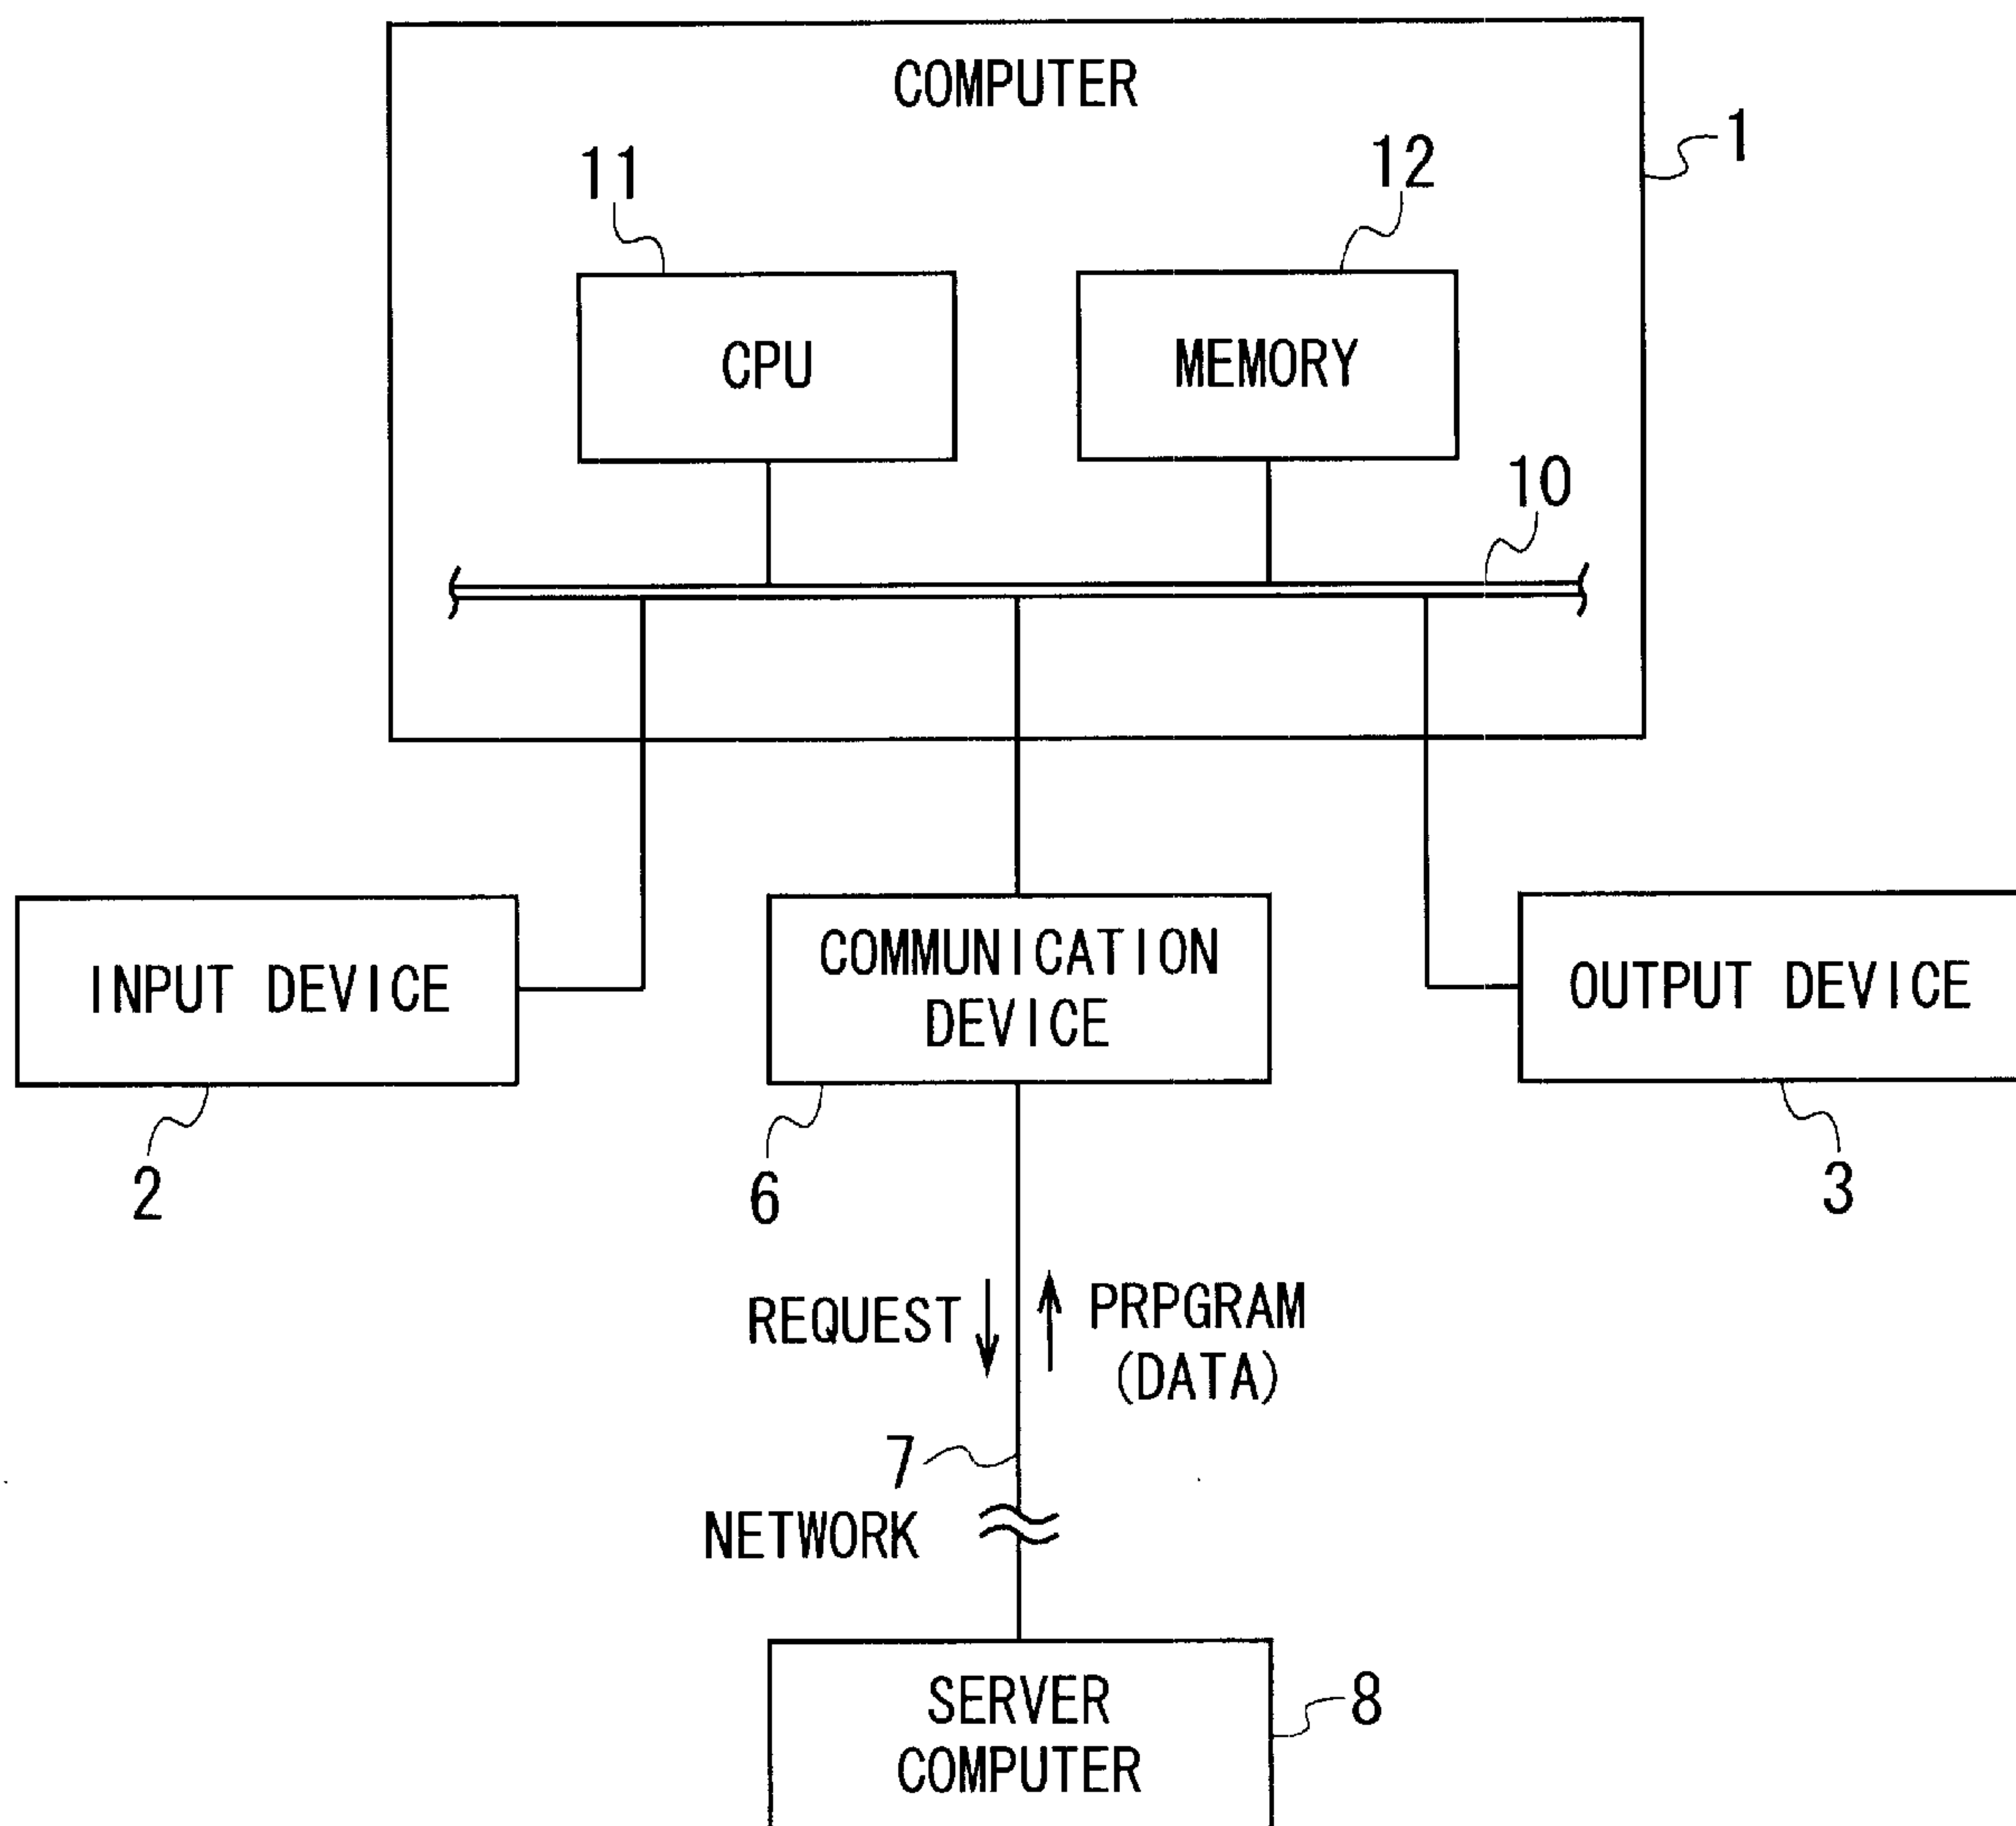 COMPUTER
1
11
12
CPU
MEMORY
10
INPUT DEVICE
COMMUNICATION
DEVICE
OUTPUT DEVICE
2
6
3
REQUEST
PRPGRAM
(DATA)
7
NETWORK
SERVER
COMPUTER
8